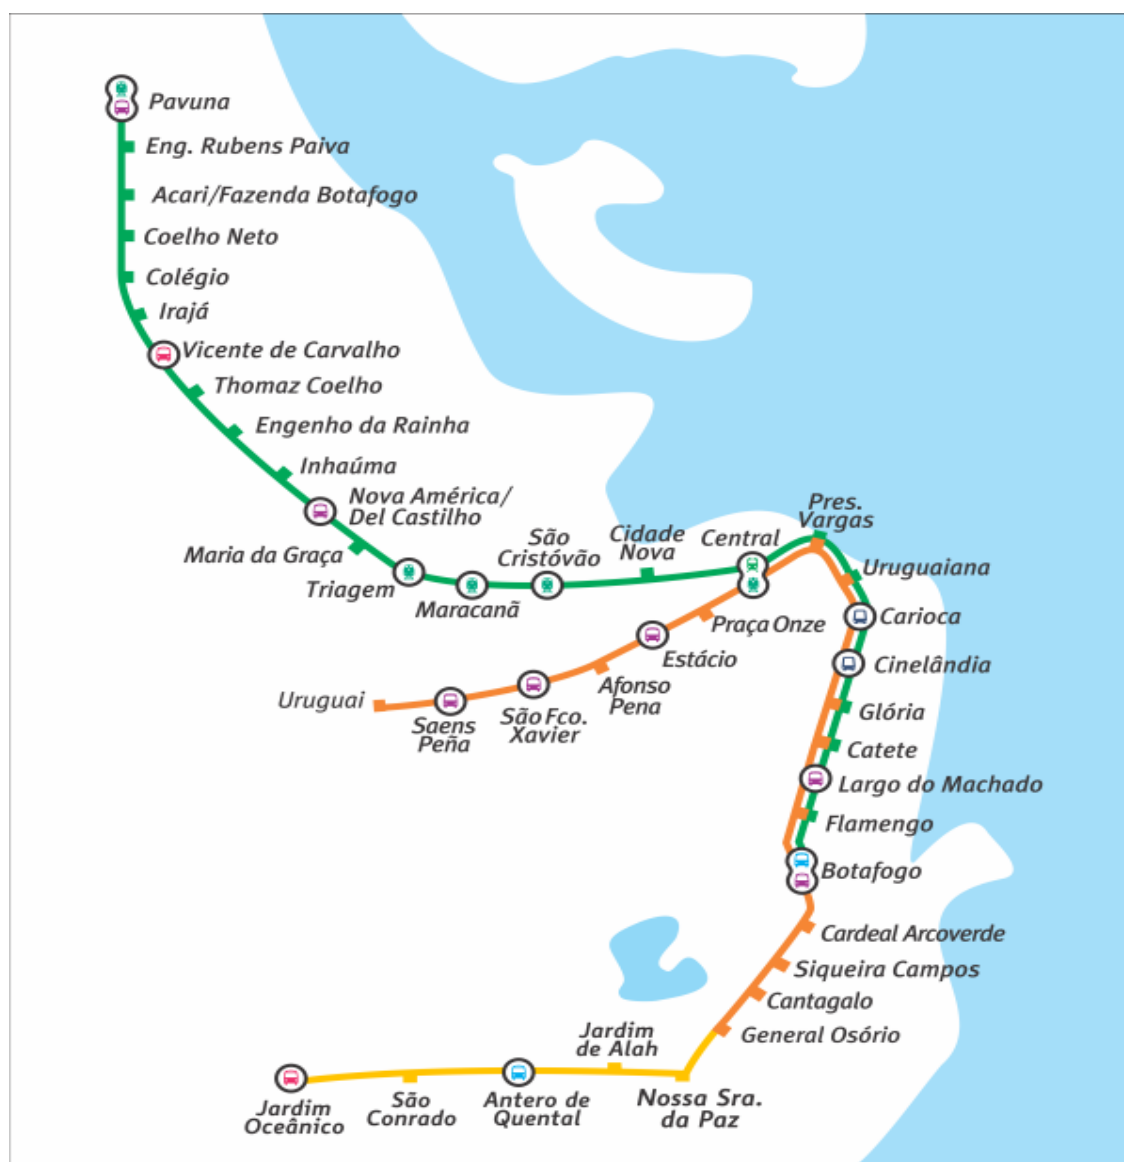 Pavuna
Eng. Rubens Paiva
Acari/Fazenda Botafogo
Coelho Neto
Colégio
Irajá
Vicente de Carvalho
Thomaz Coelho
Engenho da Rainha
Inhaúma
Nova América/
Del Castilho
Maria da Graça
Triagem
Maracanã
São
Cristóvão
Cidade
Nova
Central
Pres.
Vargas
Uruguaiana
Carioca
Cinelândia
Glória
Catete
Largo do Machado
Flamengo
Botafogo
Praça Onze
Estácio
Afonso
Pena
São Fco.
Xavier
Saens
Peña
Uruguai
Cardeal Arcoverde
Siqueira Campos
Cantagalo
General Osório
Nossa Sra.
da Paz
Jardim
de Alah
Antero de
Quental
São
Conrado
Jardim
Oceânico